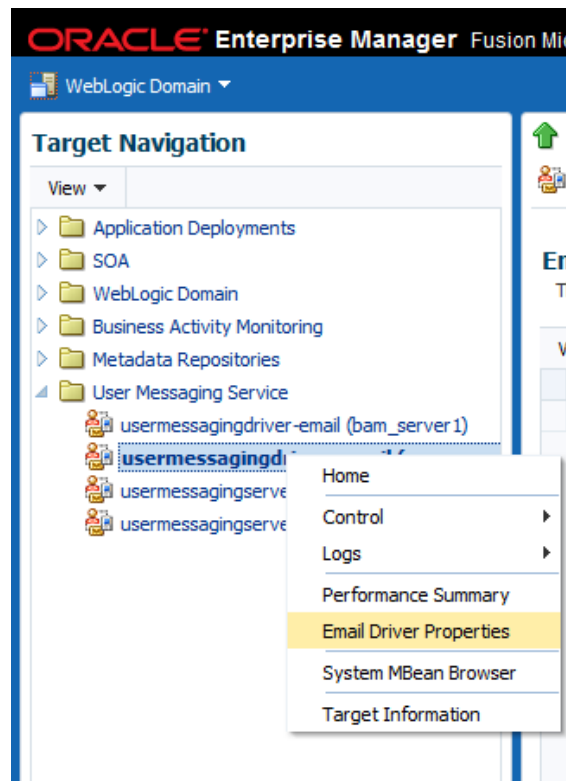 ORACLE Enterprise Manager Fusion Mi
WebLogic Domain
Target Navigation
View
Application Deployments
SOA
WebLogic Domain
Business Activity Monitoring
Metadata Repositories
User Messaging Service
usermessagingdriver-email (bam_server1)
usermessagingd
usermessagingserve
usermessagingserve
Home
Control
Logs
Performance Summary
Email Driver Properties
System MBean Browser
Target Information